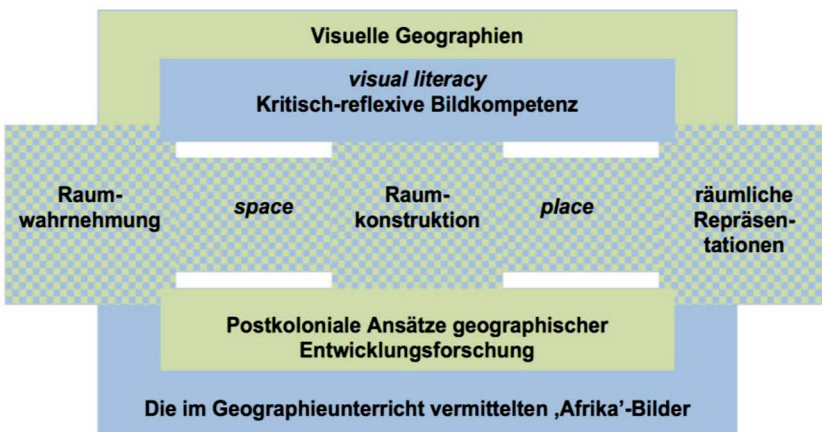 Visuelle Geographien
visual literacy
Kritisch-reflexive Bildkompetenz
Raum-
wahrnehmung
space
Raum-
konstruktion
place
räumliche
Repräsen-
tationen
Postkoloniale Ansätze geographischer
Entwicklungsforschung
Die im Geographieunterricht vermittelten ‚Afrika’-Bilder